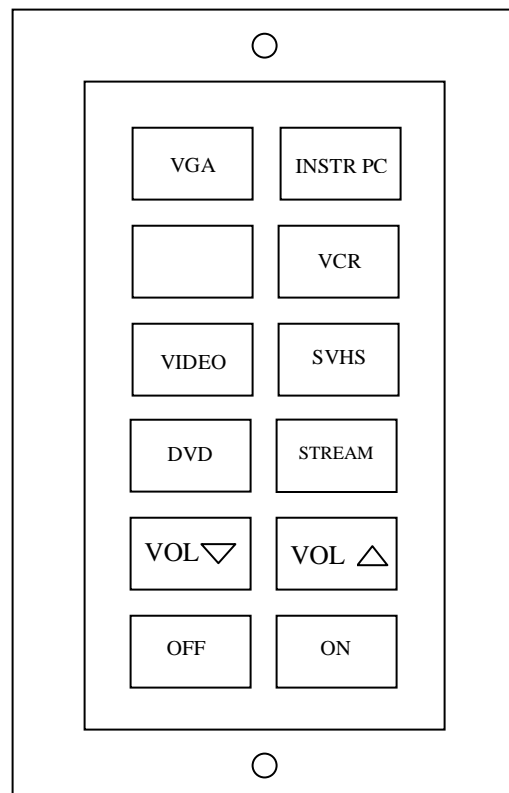 VGA INSTR PC
VCR
VIDEO SVHS
DVD STREAM
VOL VOL
OFF ON